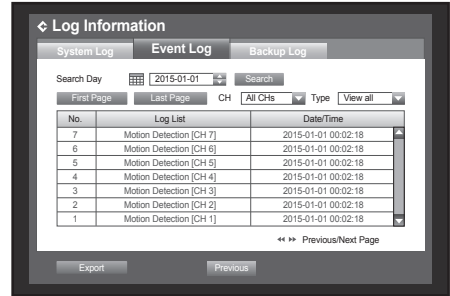 Log Information
System Log Event Log Backup Log
Search Day 2015-01-01 Search
First Page Last Page CH All CHs Type View all
No. Log List Date/Time
7 Motion Detection [CH 7] 2015-01-01 00:02:18
6 Motion Detection [CH 6] 2015-01-01 00:02:18
5 Motion Detection [CH 5] 2015-01-01 00:02:18
4 Motion Detection [CH 4] 2015-01-01 00:02:18
3 Motion Detection [CH 3] 2015-01-01 00:02:18
2 Motion Detection [CH 2] 2015-01-01 00:02:18
1 Motion Detection [CH 1] 2015-01-01 00:02:18
Previous/Next Page
Export Previous